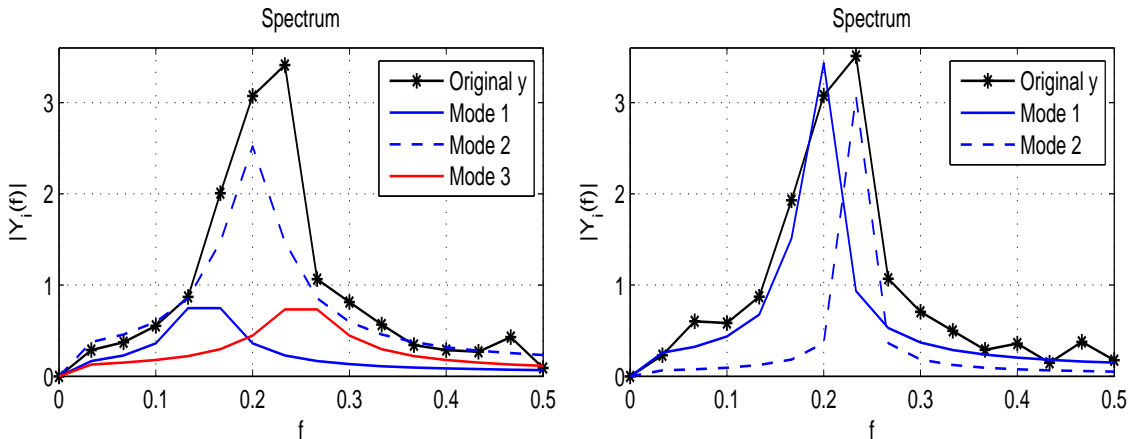 Spectrum
|Y_i(f)|
3
2
1
0
0 0.1 0.2 0.3 0.4 0.5
f
Original y
Mode 1
Mode 2
Mode 3
Spectrum
|Y_i(f)|
3
2
1
0
0 0.1 0.2 0.3 0.4 0.5
f
Original y
Mode 1
Mode 2